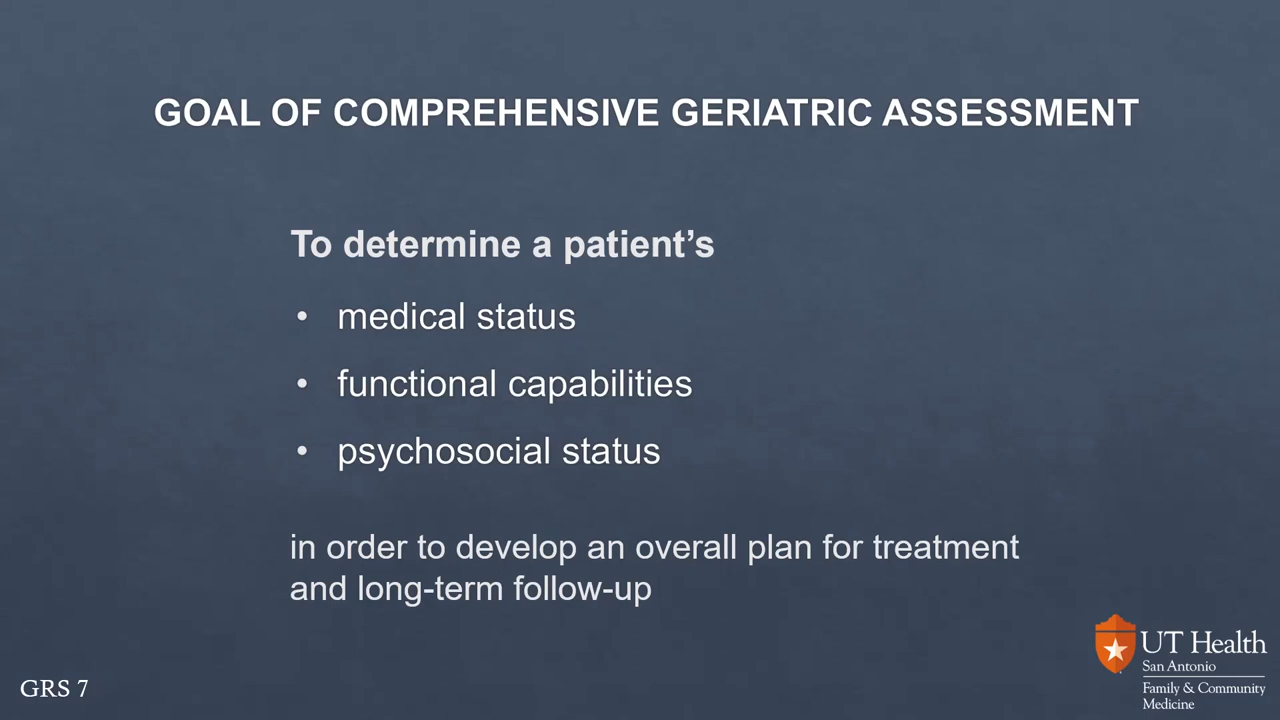 GOAL OF COMPREHENSIVE GERIATRIC ASSESSMENT
To determine a patient’s
• medical status
• functional capabilities
• psychosocial status
in order to develop an overall plan for treatment
and long-term follow-up
GRS 7
UT Health
San Antonio
Family & Community
Medicine